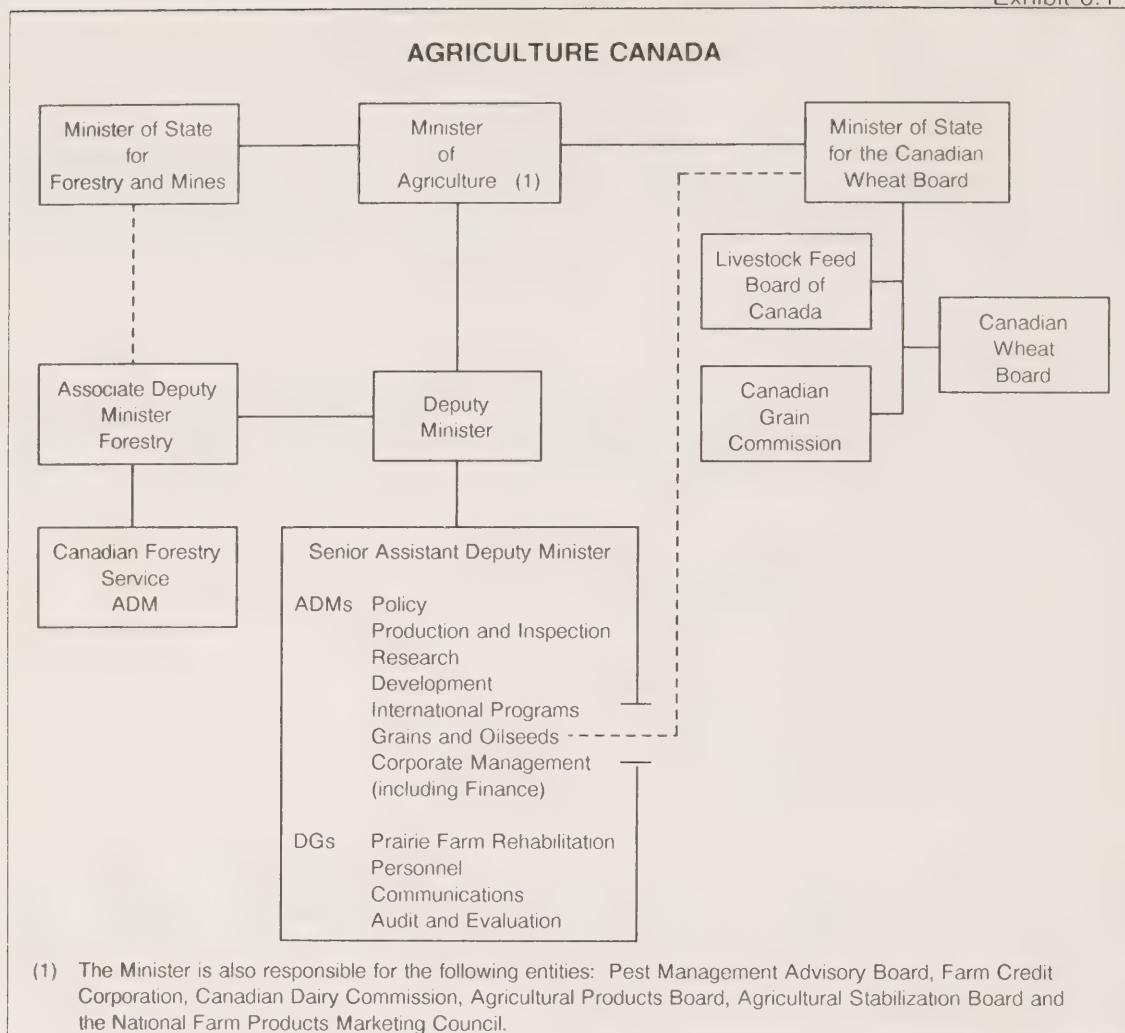 AGRICULTURE CANADA
Minister of State
for
Forestry and Mines
Minister
of
Agriculture (1)
Minister of State
for the Canadian
Wheat Board
Livestock Feed
Board of
Canada
Canadian
Wheat
Board
Canadian
Grain
Commission
Associate Deputy
Minister
Forestry
Deputy
Minister
Canadian Forestry
Service
ADM
Senior Assistant Deputy Minister
ADMs Policy
Production and Inspection
Research
Development
International Programs
Grains and Oilseeds
Corporate Management
(including Finance)
DGs Prairie Farm Rehabilitation
Personnel
Communications
Audit and Evaluation
(1) The Minister is also responsible for the following entities: Pest Management Advisory Board, Farm Credit
Corporation, Canadian Dairy Commission, Agricultural Products Board, Agricultural Stabilization Board and
the National Farm Products Marketing Council.